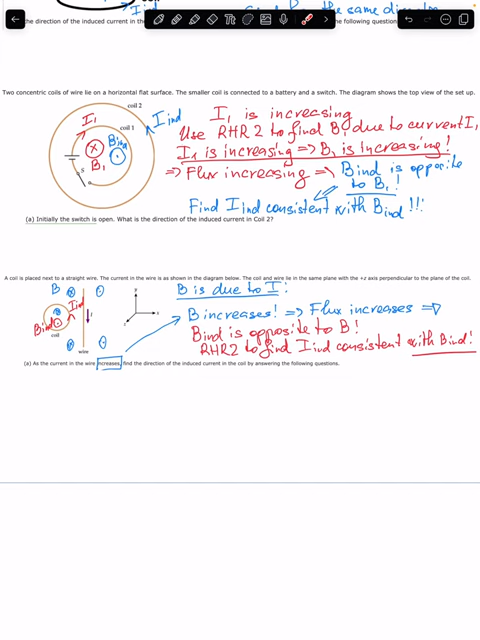 the same dir
the direction of the induced current in th
the following question
Two concentric coils of wire lie on a horizontal flat surface. The smaller coil is connected to a battery and a switch. The diagram shows the top view of the set up.
coil 2
I1
I ind
coil 1
Bind
B1
S
I1 is increasing
Use RHR 2 to find B1 due to current I1
I1 is increasing => B1 is increasing!
=> Flux increasing => Bind is opposite
to B1!
Find I ind consistent with Bind!!!
(a) Initially the switch is open. What is the direction of the induced current in Coil 2?
A coil is placed next to a straight wire. The current in the wire is as shown in the diagram below. The coil and wire lie in the same plane with the +z axis perpendicular to the plane of the coil.
B
Iind
Bind
I
coil
wire
y
x
z
B is due to I:
B increases! => Flux increases =>
Bind is opposite to B!
RHR2 to find Iind consistent with Bind!
(a) As the current in the wire increases, find the direction of the induced current in the coil by answering the following questions.